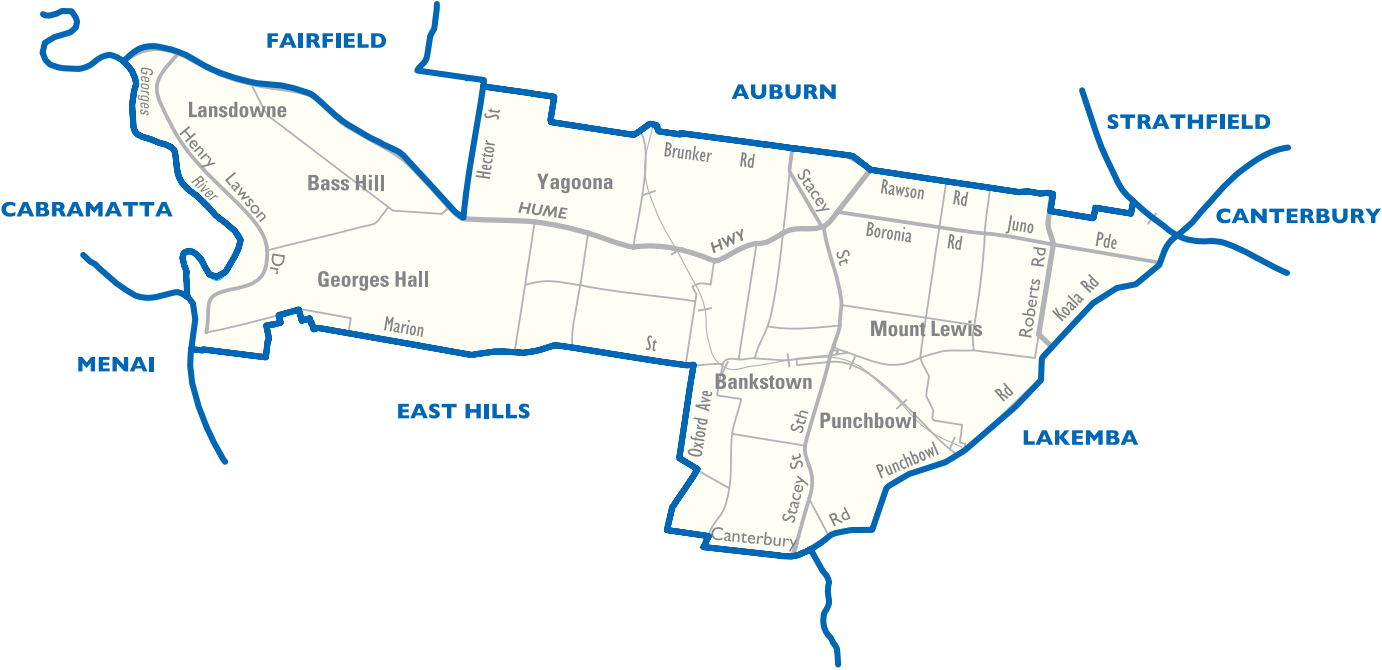 FAIRFIELD
AUBURN
STRATHFIELD
CANTERBURY
CABRAMATTA
MENAI
EAST HILLS
LAKEMBA
Georges
River
Lansdowne
Henry Lawson Dr
Bass Hill
Hector St
Yagoona
Brunker Rd
Stacey St
Rawson Rd
HUME HWY
Boronia Rd
Juno Pde
Georges Hall
Roberts Rd
Koala Rd
Marion St
Mount Lewis
Bankstown
Oxford Ave
Punchbowl
Stacey St Sth
Punchbowl Rd
Canterbury Rd